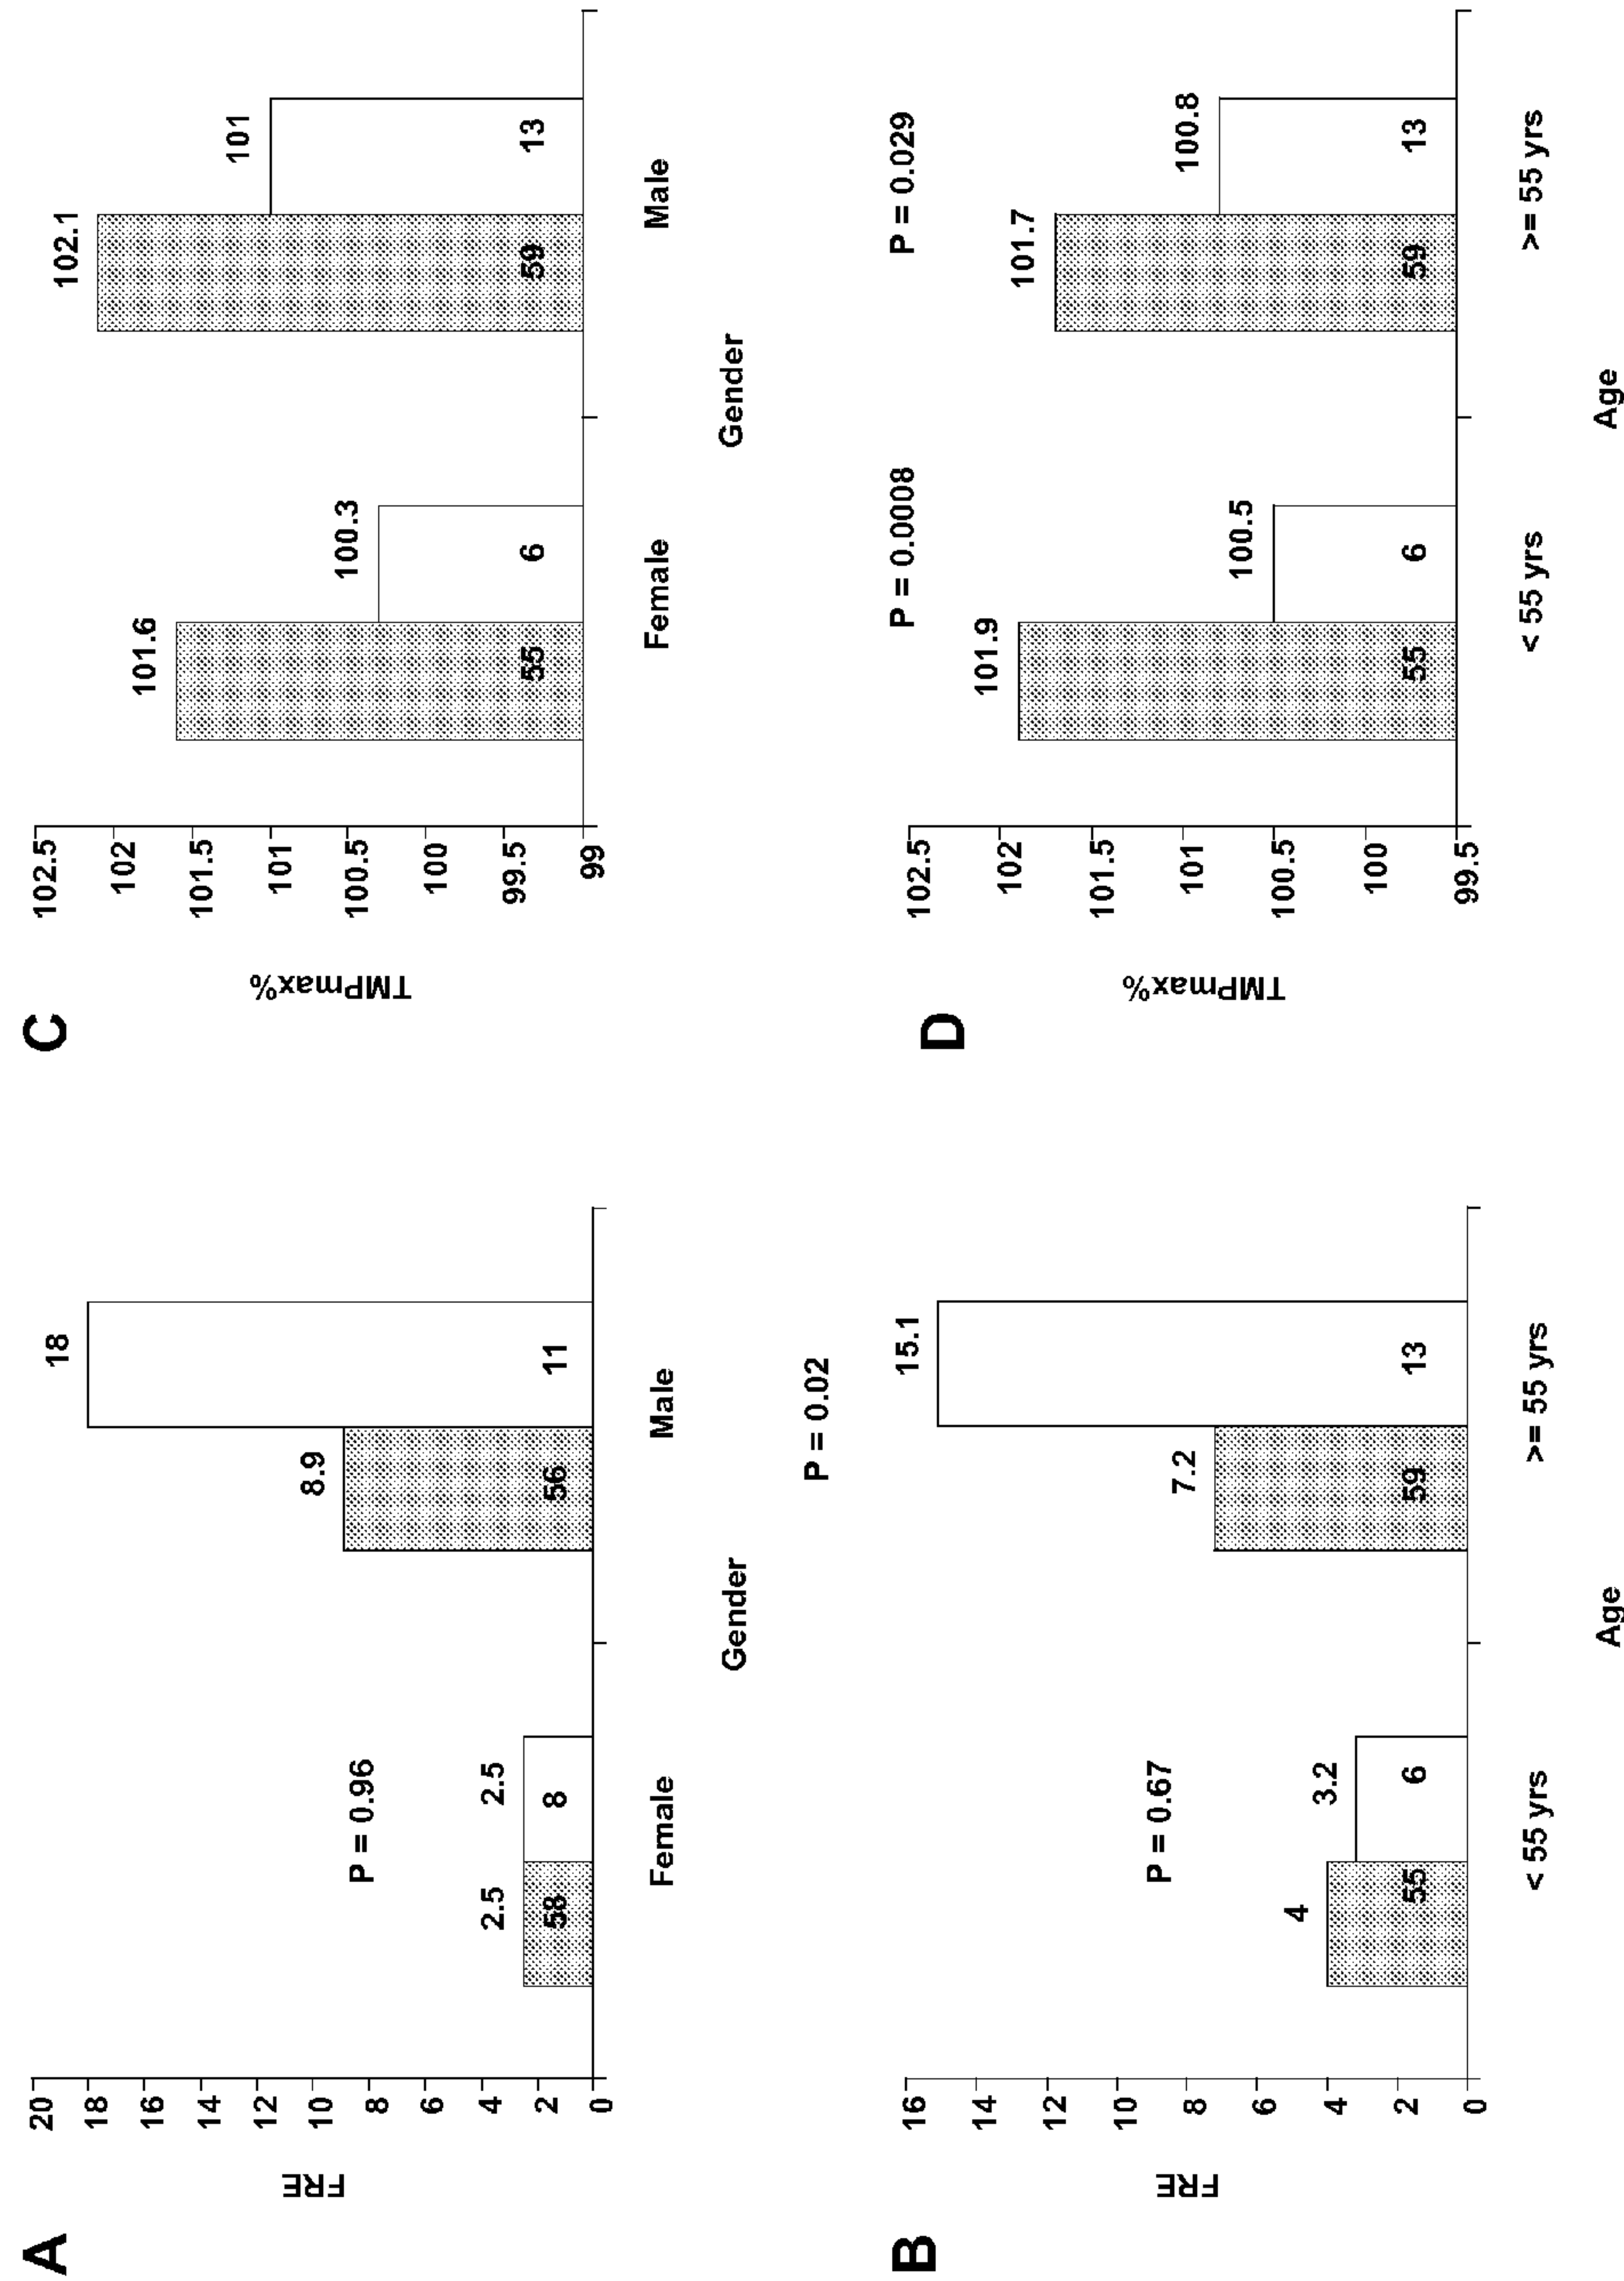 A
FRE
20
18
16
14
12
10
8
6
4
2
0
P = 0.96
2.5
2.5
58
8
8.9
18
56
11
Female
Male
Gender
B
FRE
16
14
12
10
8
6
4
2
0
P = 0.67
P = 0.02
4
3.2
55
6
7.2
15.1
59
13
< 55 yrs
>= 55 yrs
Age
C
TMPmax%
102.5
102
101.5
101
100.5
100
99.5
99
101.6
100.3
55
6
102.1
101
59
13
Female
Male
Gender
D
TMPmax%
102.5
102
101.5
101
100.5
100
99.5
P = 0.0008
P = 0.029
101.9
100.5
55
6
101.7
100.8
59
13
< 55 yrs
>= 55 yrs
Age